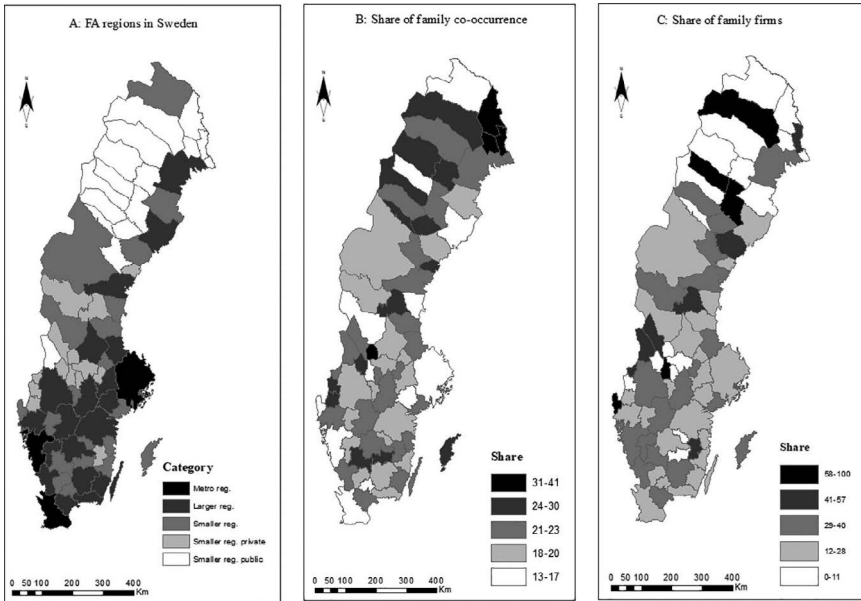 A: FA regions in Sweden
N
Category
Metro reg.
Larger reg.
Smaller reg.
Smaller reg. private
Smaller reg. public
0 50 100 200 300 400
Km
B: Share of family co-occurrence
N
Share
31-41
24-30
21-23
18-20
13-17
0 50 100 200 300 400
Km
C: Share of family firms
N
Share
58-100
41-57
29-40
12-28
0-11
0 50 100 200 300 400
Km